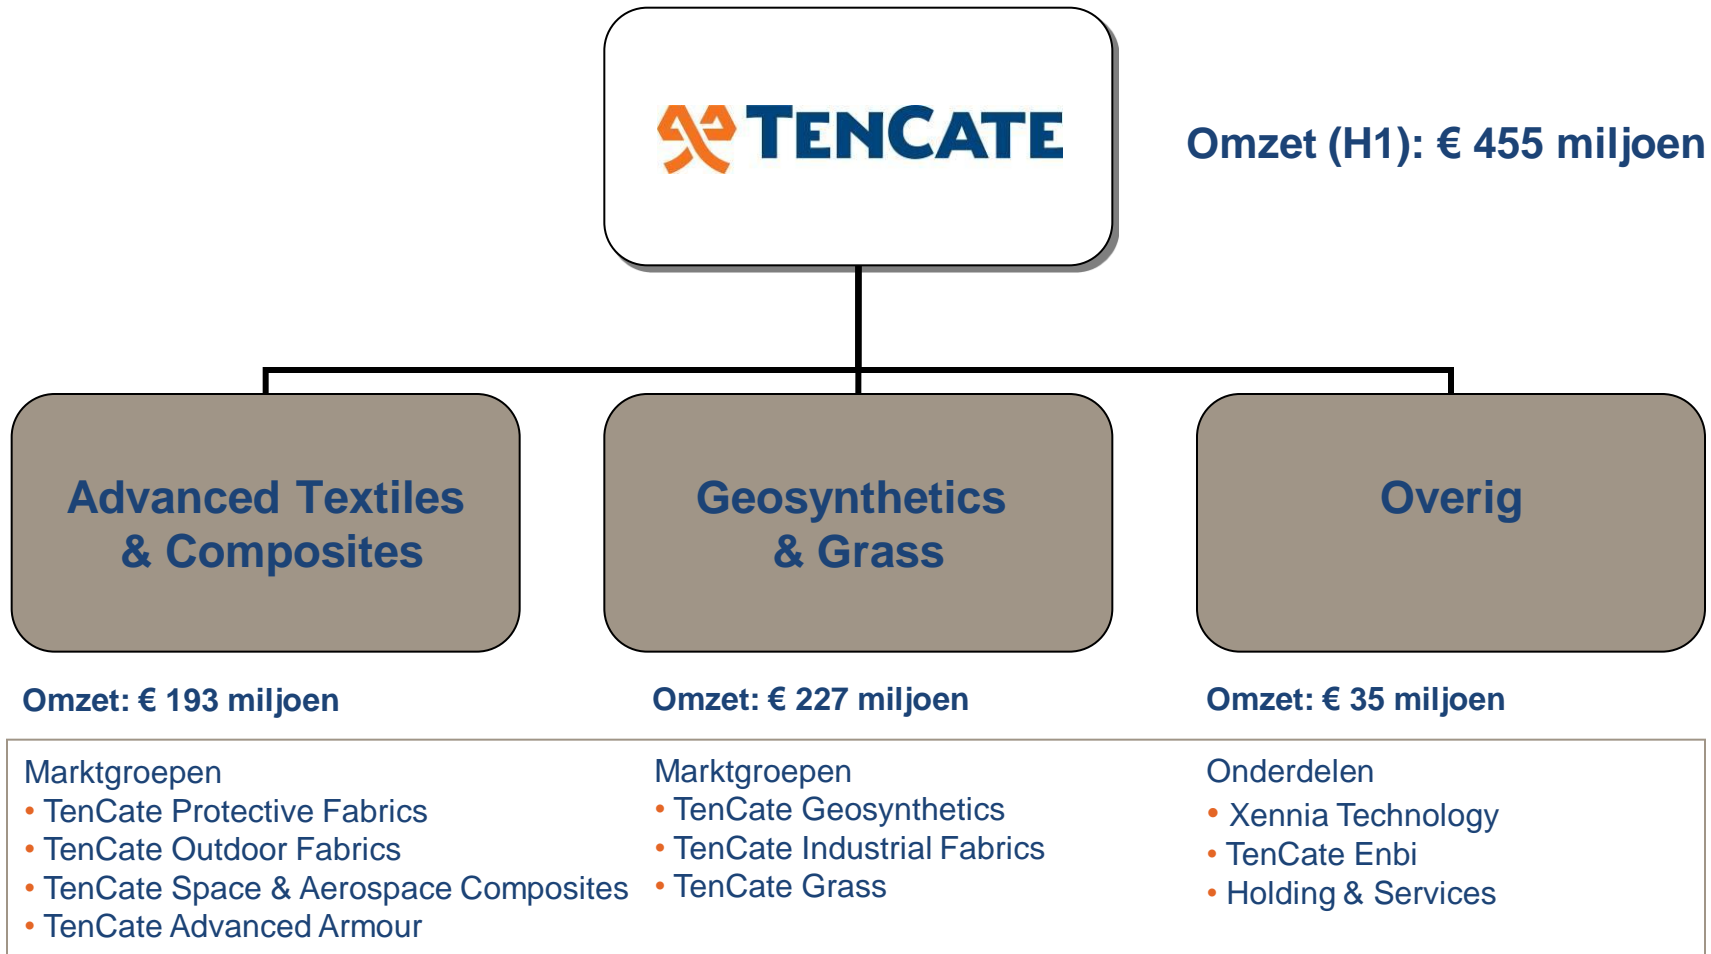 TENCATE
Omzet (H1): € 455 miljoen
Advanced Textiles
& Composites
Geosynthetics
& Grass
Overig
Omzet: € 193 miljoen
Omzet: € 227 miljoen
Omzet: € 35 miljoen
Marktgroepen
• TenCate Protective Fabrics
• TenCate Outdoor Fabrics
• TenCate Space & Aerospace Composites
• TenCate Advanced Armour
Marktgroepen
• TenCate Geosynthetics
• TenCate Industrial Fabrics
• TenCate Grass
Onderdelen
• Xennia Technology
• TenCate Enbi
• Holding & Services